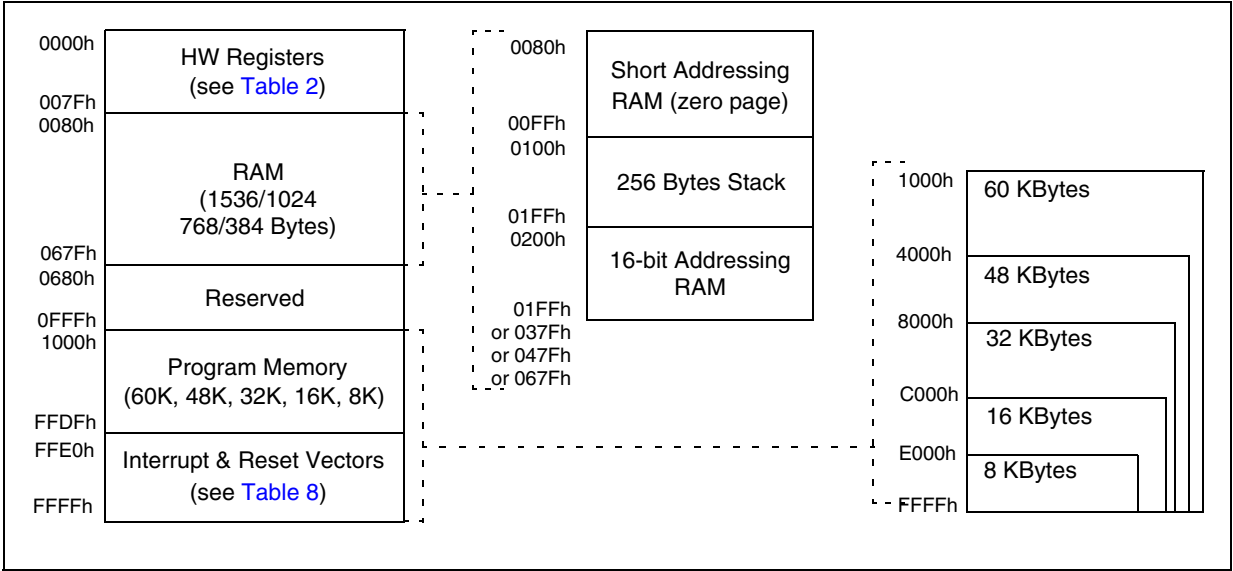 0000h
HW Registers
(see Table 2)
007Fh
0080h
RAM
(1536/1024
768/384 Bytes)
067Fh
0680h
Reserved
0FFFh
1000h
Program Memory
(60K, 48K, 32K, 16K, 8K)
FFDFh
FFE0h
Interrupt & Reset Vectors
(see Table 8)
FFFFh
0080h
Short Addressing
RAM (zero page)
00FFh
0100h
256 Bytes Stack
01FFh
0200h
16-bit Addressing
RAM
01FFh
or 037Fh
or 047Fh
or 067Fh
1000h
60 KBytes
4000h
48 KBytes
8000h
32 KBytes
C000h
16 KBytes
E000h
8 KBytes
FFFFh